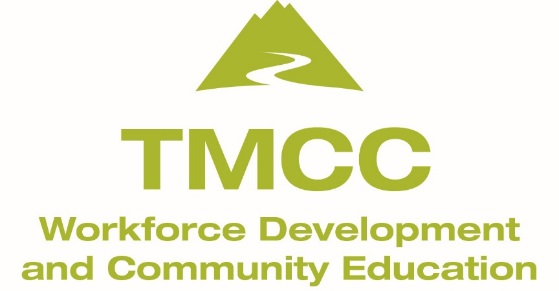 TMCC
Workforce Development
and Community Education